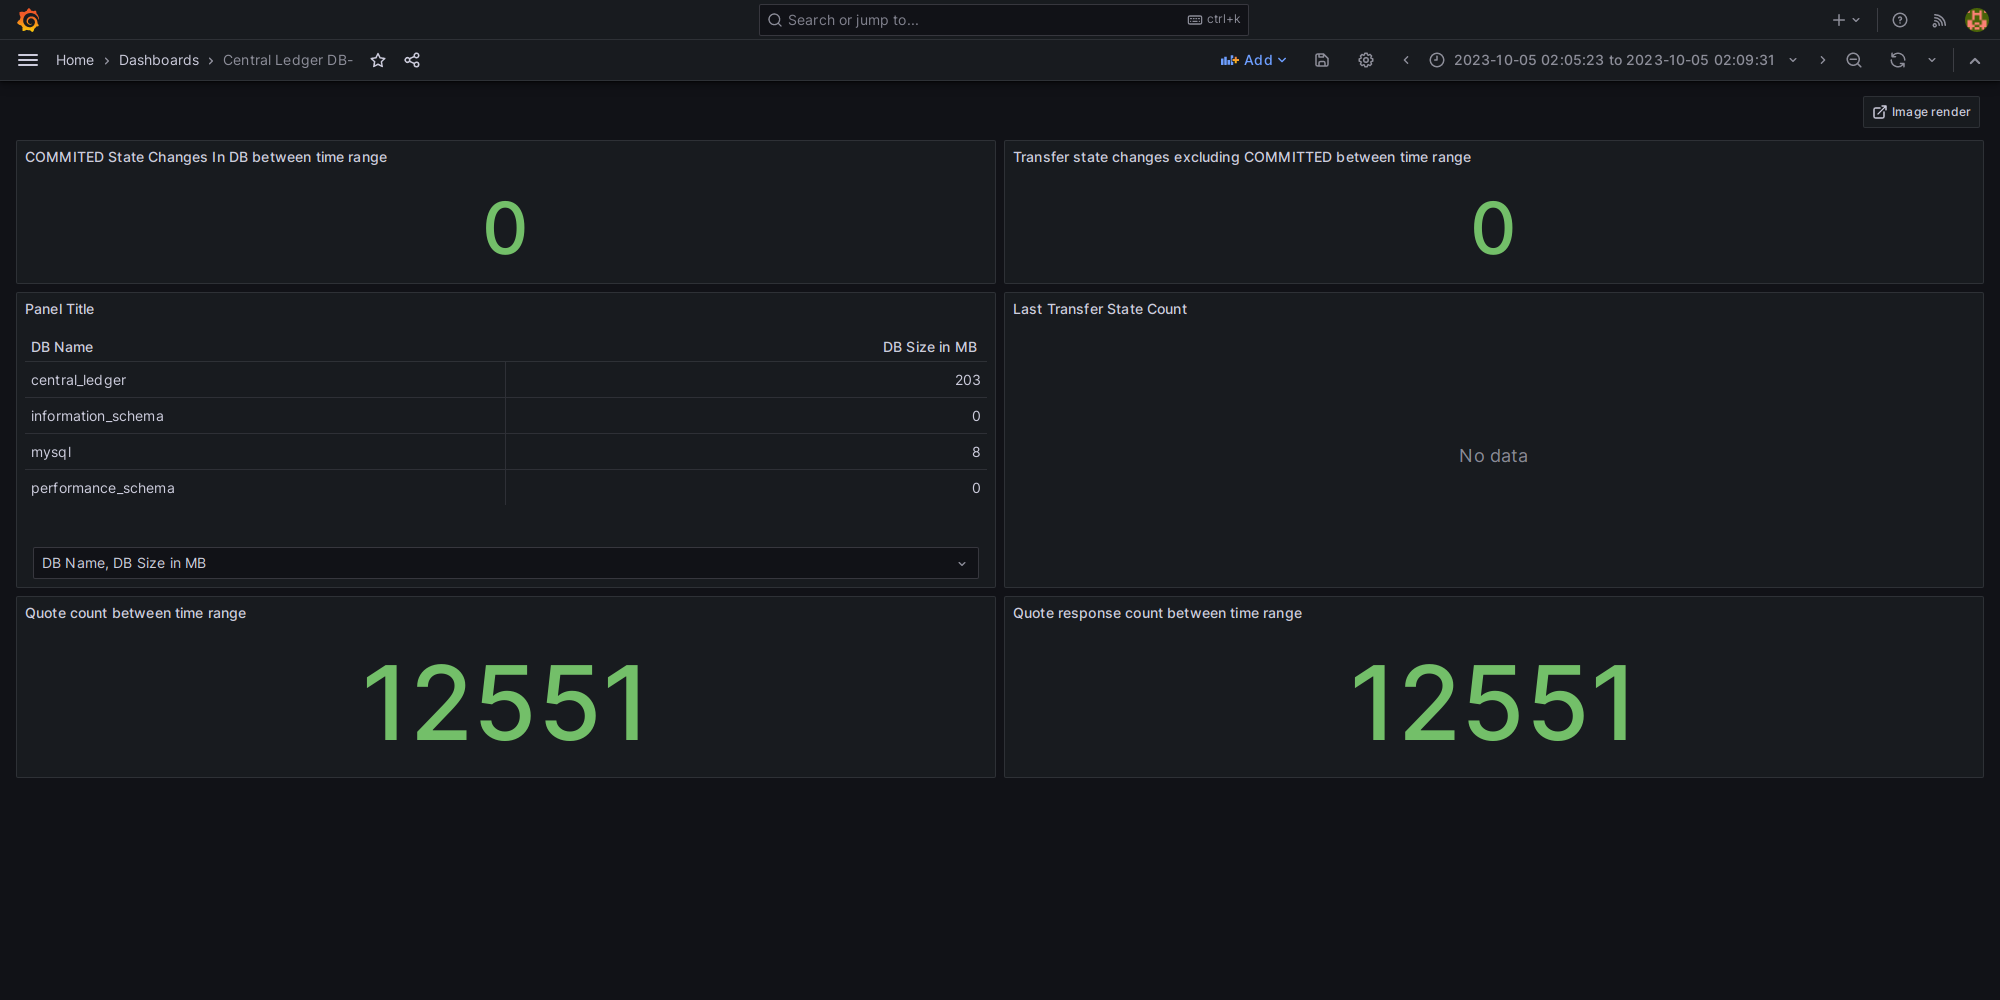 Search or jump to...
ctrl+k
Home › Dashboards › Central Ledger DB-
Add
2023-10-05 02:05:23 to 2023-10-05 02:09:31
Image render
COMMITED State Changes In DB between time range
0
Transfer state changes excluding COMMITTED between time range
0
Panel Title
DB Name DB Size in MB
central_ledger 203
information_schema 0
mysql 8
performance_schema 0
DB Name, DB Size in MB
Last Transfer State Count
No data
Quote count between time range
12551
Quote response count between time range
12551